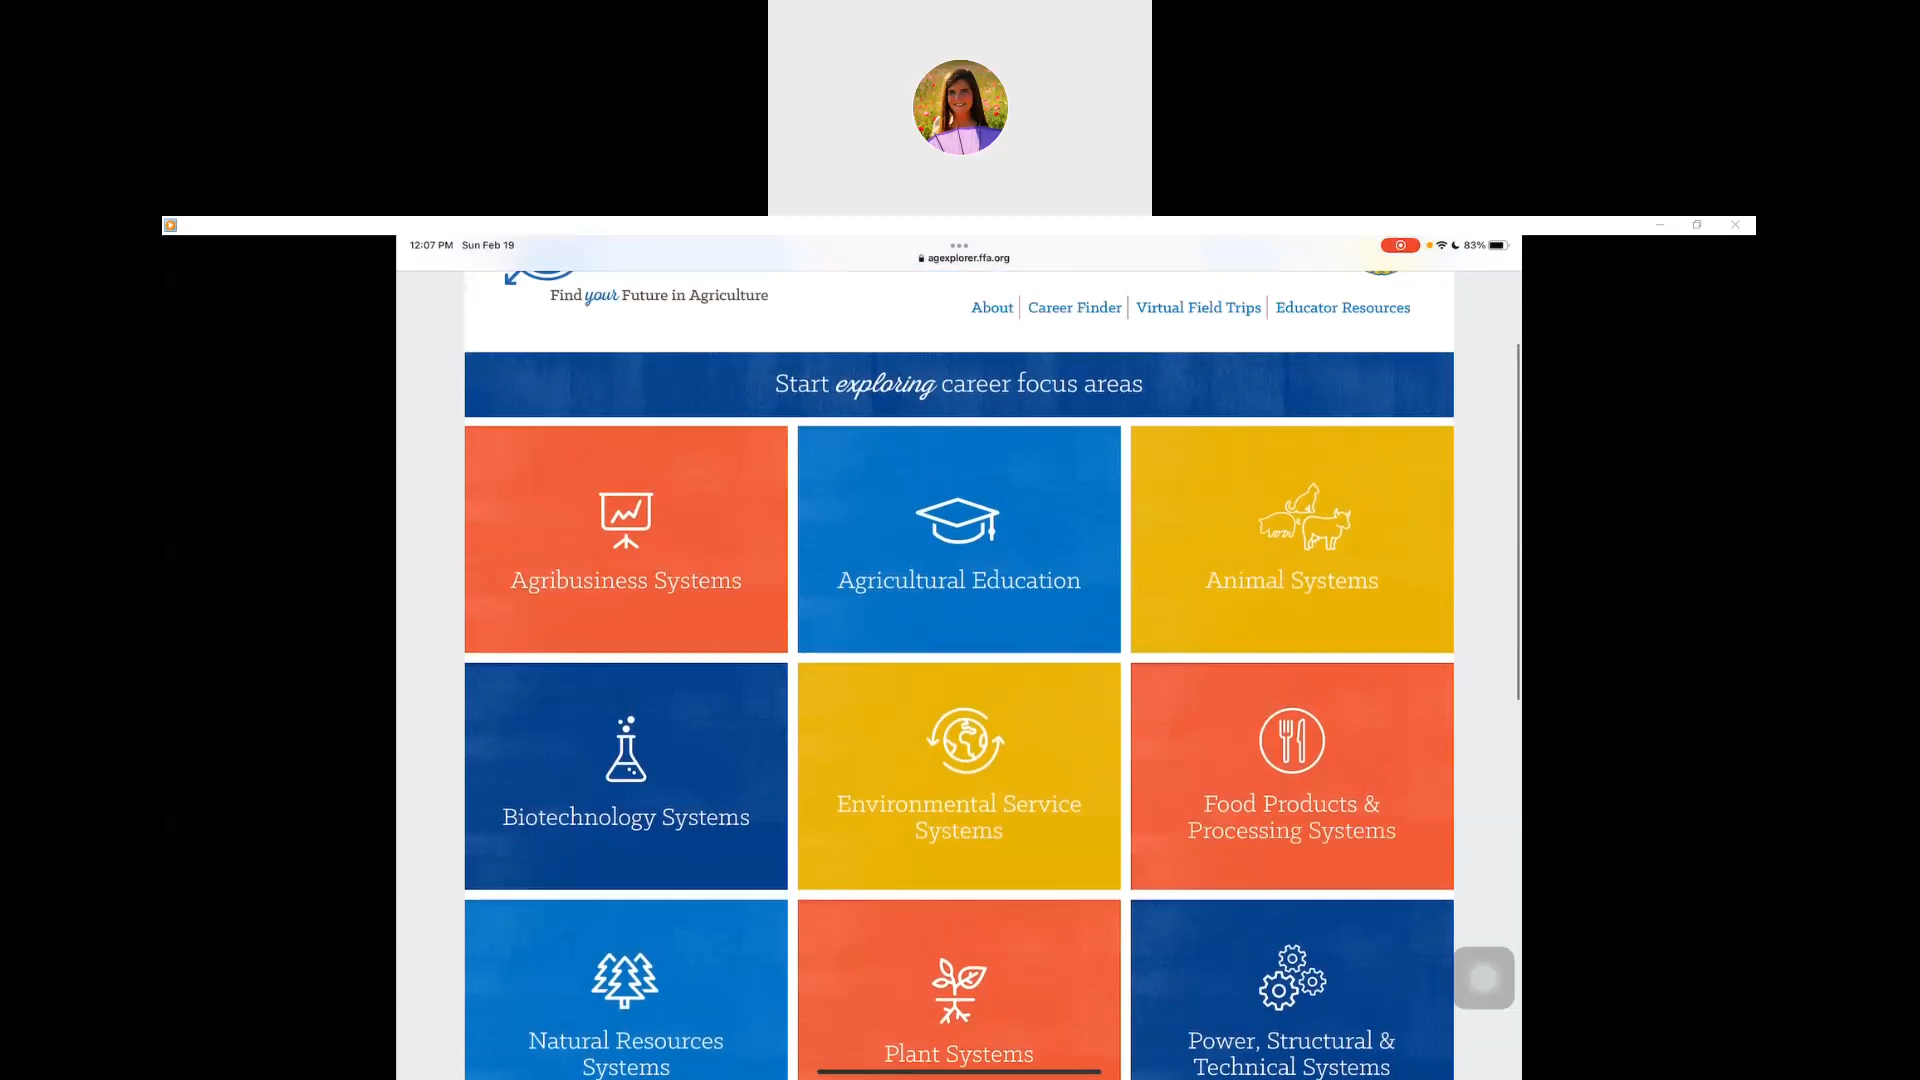 12:07 PM Sun Feb 19
83%
agexplorer.ffa.org
Find your Future in Agriculture
About Career Finder Virtual Field Trips Educator Resources
Start exploring career focus areas
Agribusiness Systems
Agricultural Education
Animal Systems
Biotechnology Systems
Environmental Service
Systems
Food Products &
Processing Systems
Natural Resources
Systems
Plant Systems
Power, Structural &
Technical Systems